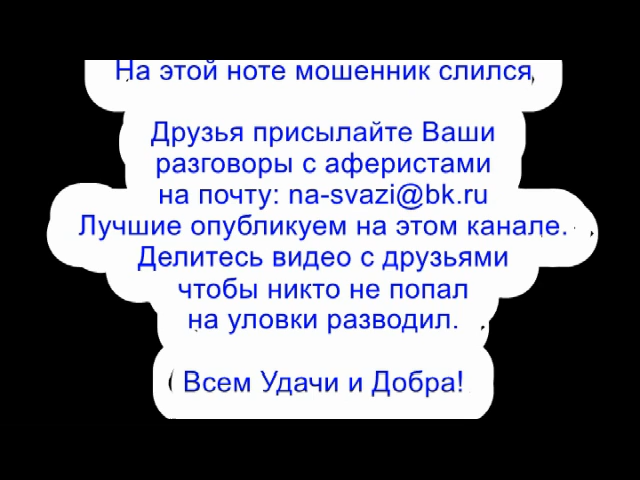 На этой ноте мошенник слился
Друзья присылайте Ваши
разговоры с аферистами
на почту: na-svazi@bk.ru
Лучшие опубликуем на этом канале.
Делитесь видео с друзьями
чтобы никто не попал
на уловки разводил.
Всем Удачи и Добра!